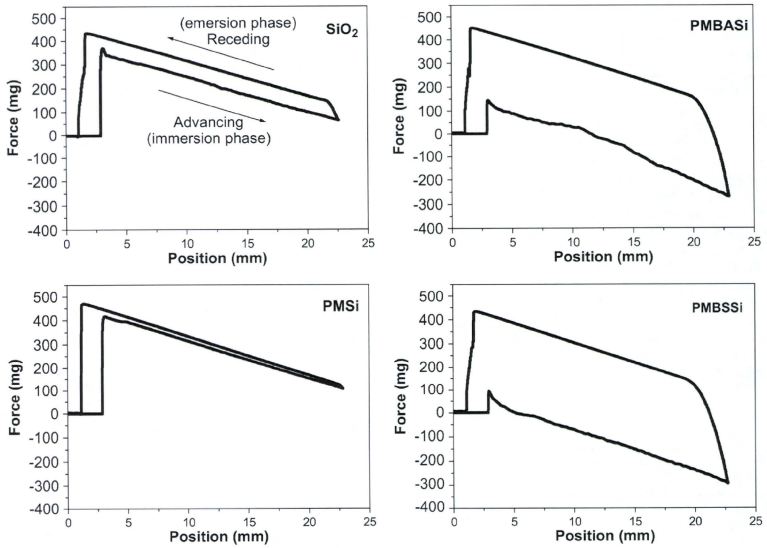 SiO2
(emersion phase)
Receding
Advancing
(immersion phase)
Force (mg)
500
400
300
200
100
0
-100
-200
-300
-400
0 5 10 15 20 25
Position (mm)
PMBASi
Force (mg)
500
400
300
200
100
0
-100
-200
-300
-400
0 5 10 15 20 25
Position (mm)
PMSi
Force (mg)
500
400
300
200
100
0
-100
-200
-300
-400
0 5 10 15 20 25
Position (mm)
PMBSSi
Force (mg)
500
400
300
200
100
0
-100
-200
-300
-400
0 5 10 15 20 25
Position (mm)